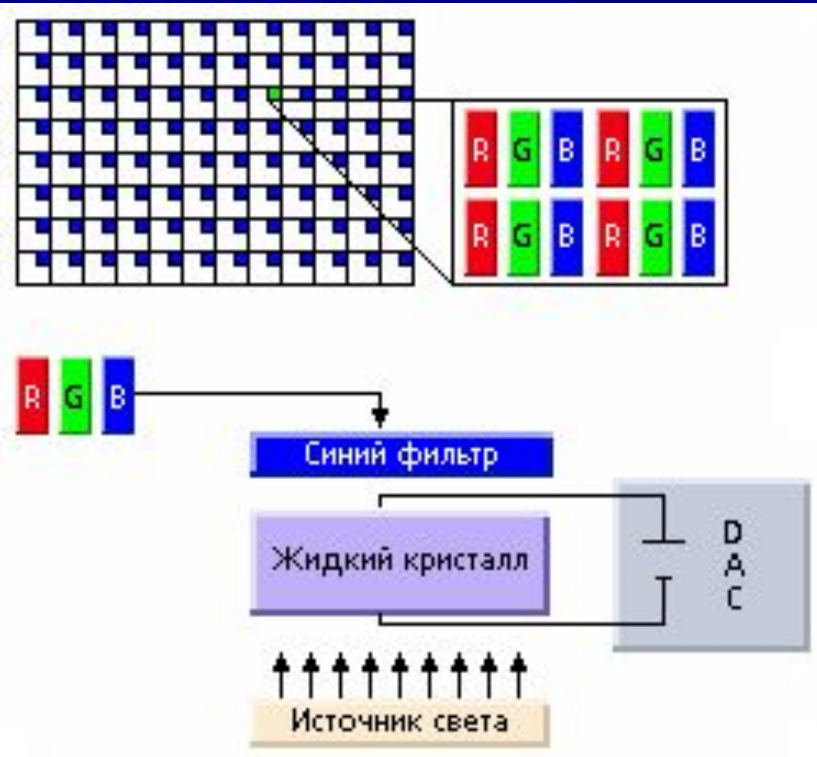 R G B R G B
R G B R G B
R G B
Синий фильтр
Жидкий кристалл
D
A
C
Источник света